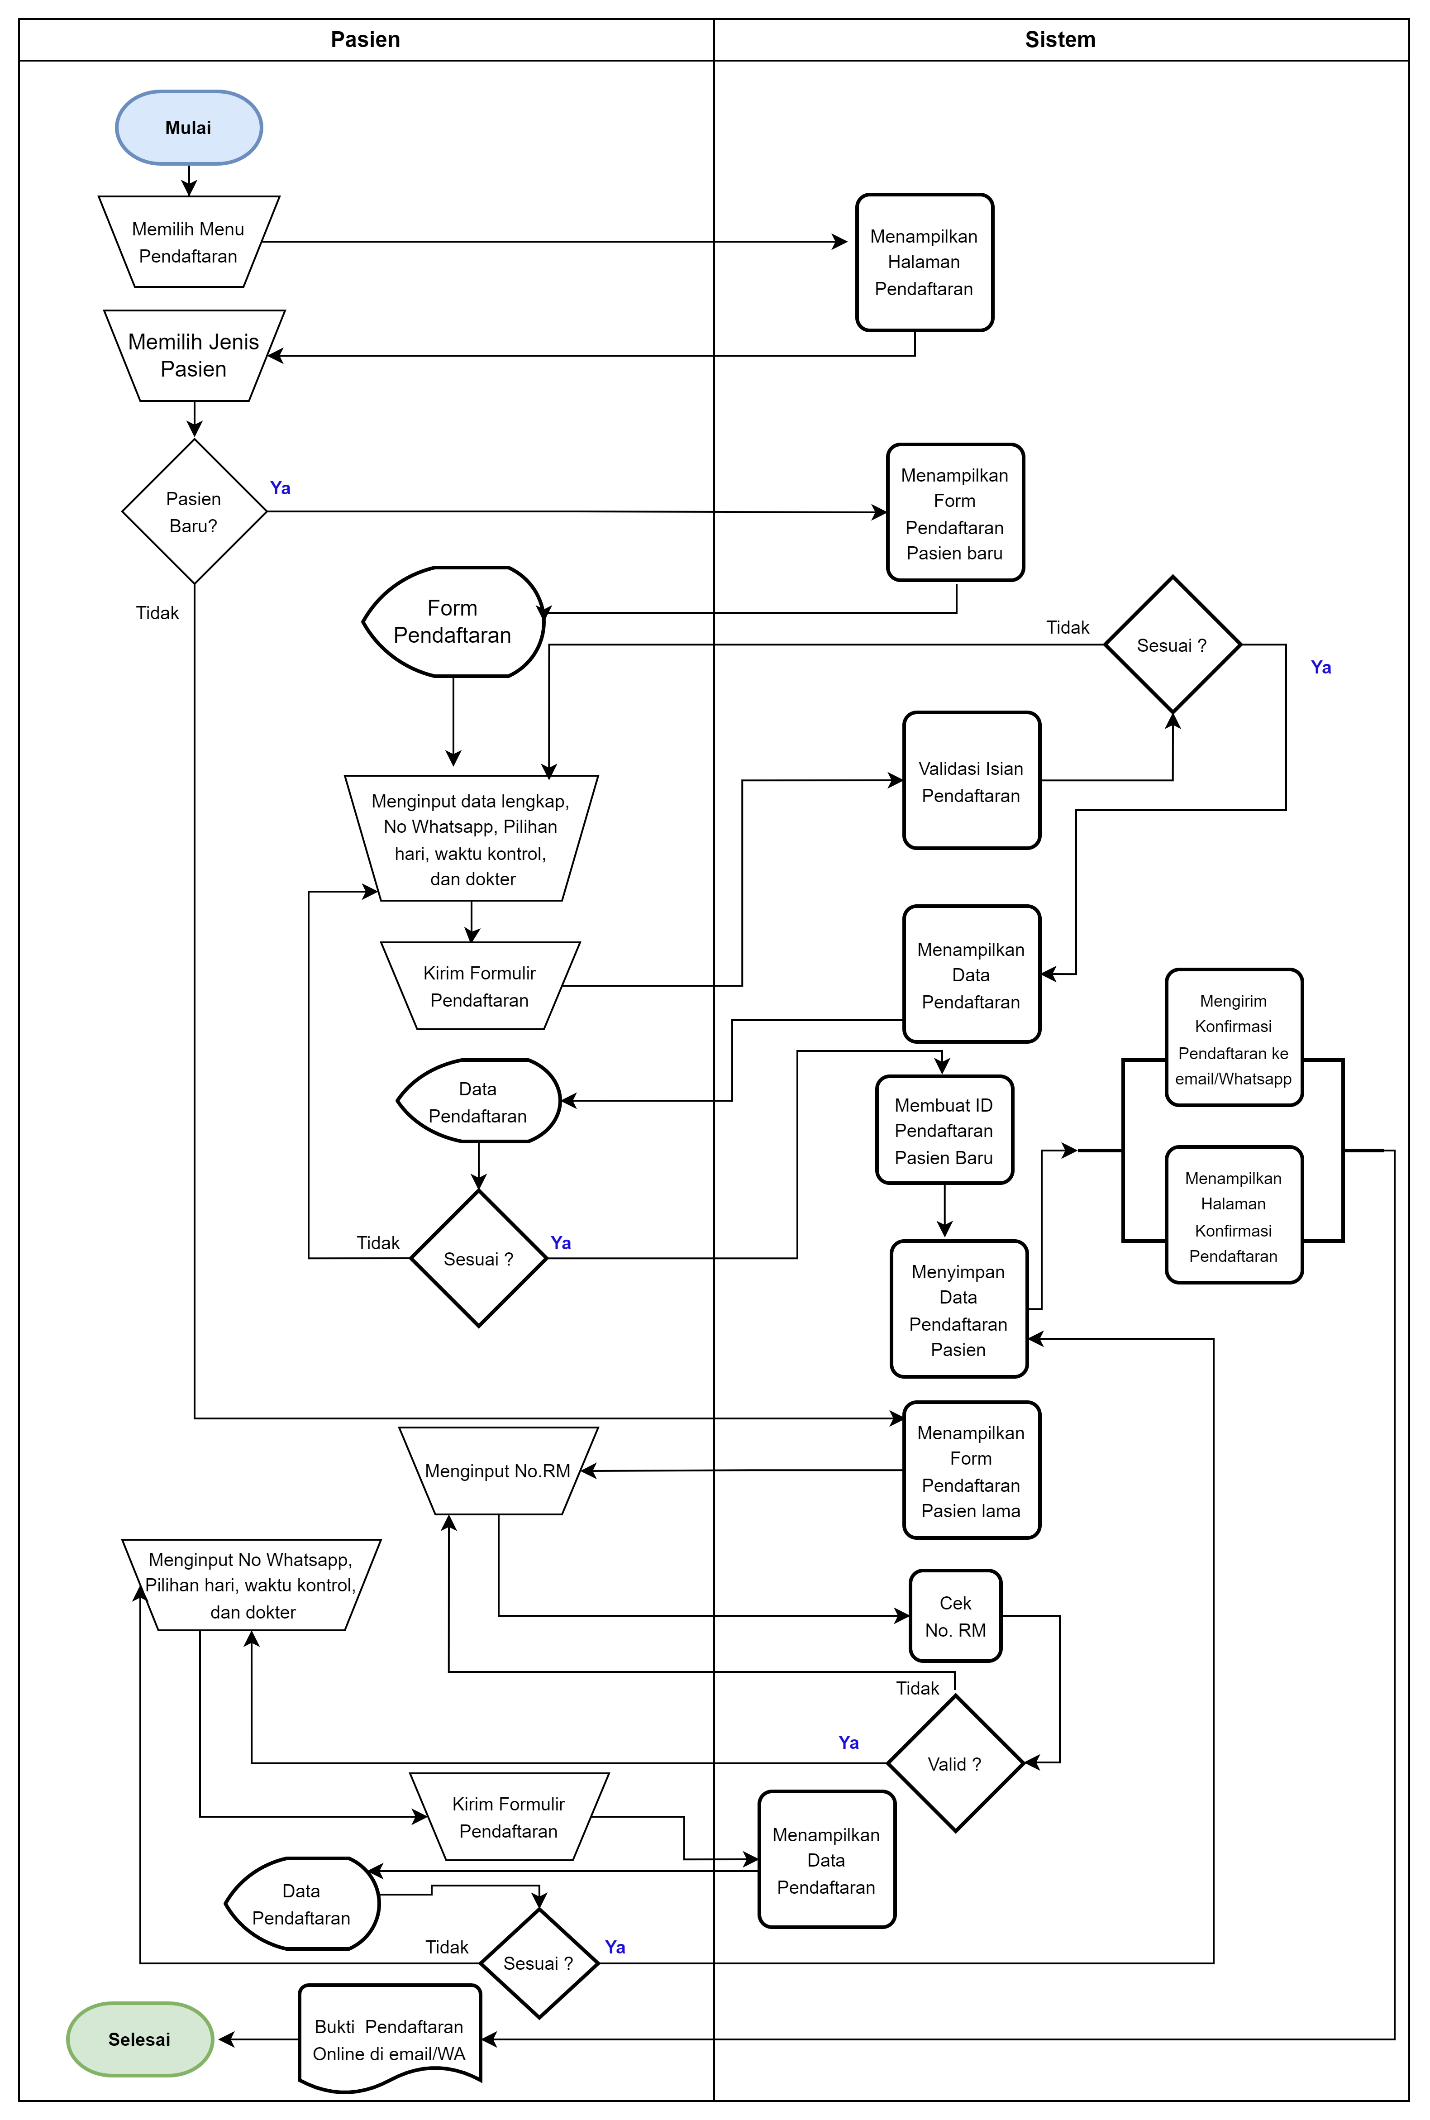 Pasien
Sistem
Mulai
Memilih Menu
Pendaftaran
Menampilkan
Halaman
Pendaftaran
Memilih Jenis
Pasien
Pasien
Baru?
Ya
Tidak
Menampilkan
Form
Pendaftaran
Pasien baru
Form
Pendaftaran
Tidak
Sesuai ?
Ya
Validasi Isian
Pendaftaran
Menginput data lengkap,
No Whatsapp, Pilihan
hari, waktu kontrol,
dan dokter
Kirim Formulir
Pendaftaran
Menampilkan
Data
Pendaftaran
Mengirim
Konfirmasi
Pendaftaran ke
email/Whatsapp
Data
Pendaftaran
Membuat ID
Pendaftaran
Pasien Baru
Menampilkan
Halaman
Konfirmasi
Pendaftaran
Tidak
Sesuai ?
Ya
Menyimpan
Data
Pendaftaran
Pasien
Menampilkan
Form
Pendaftaran
Pasien lama
Menginput No.RM
Menginput No Whatsapp,
Pilihan hari, waktu kontrol,
dan dokter
Cek
No. RM
Tidak
Ya
Valid ?
Kirim Formulir
Pendaftaran
Menampilkan
Data
Pendaftaran
Data
Pendaftaran
Tidak
Sesuai ?
Ya
Bukti  Pendaftaran
Online di email/WA
Selesai